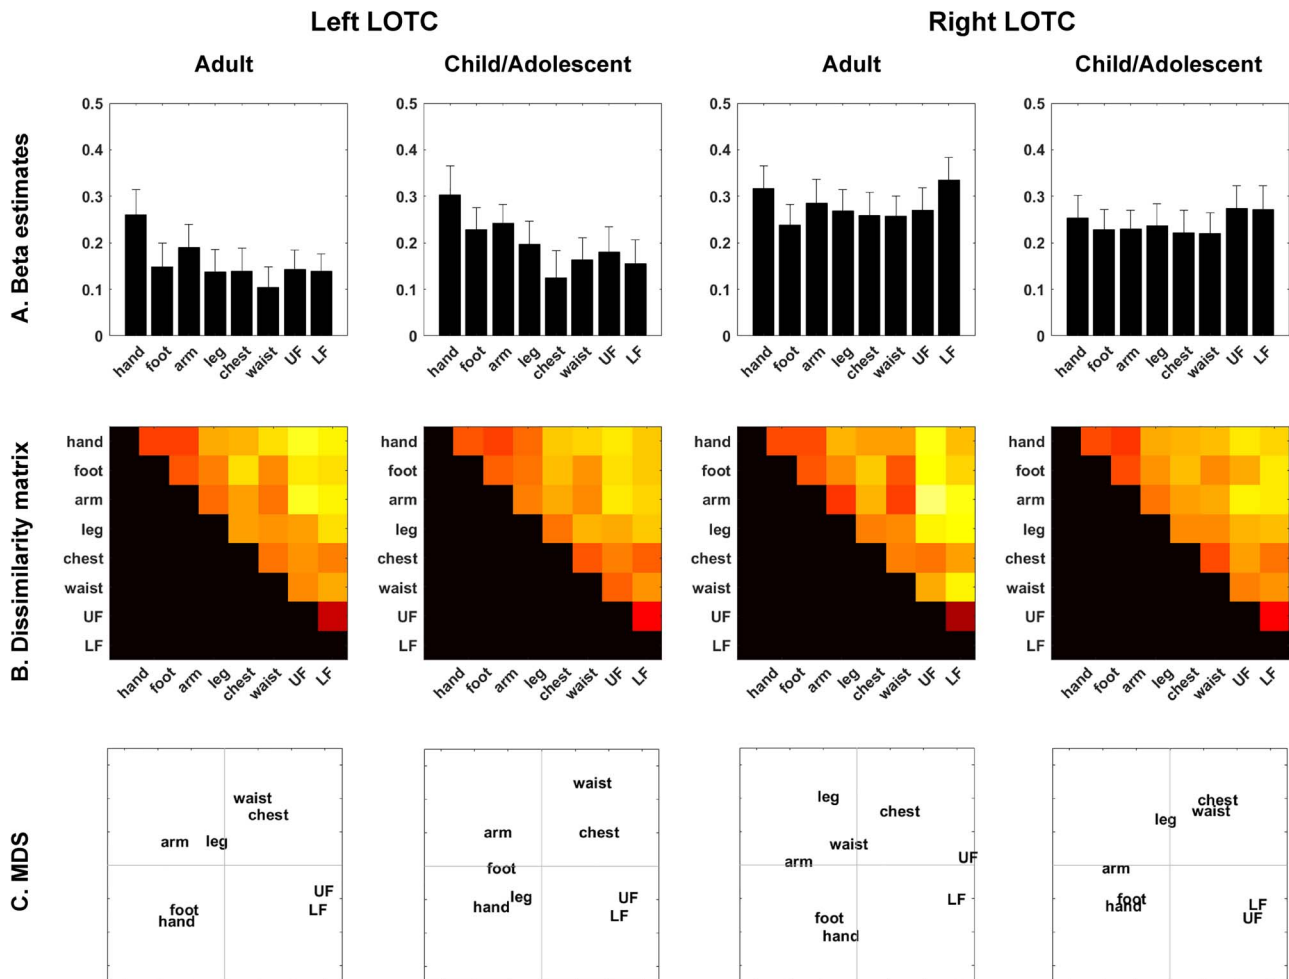 Left LOTC
Right LOTC
Adult
Child/Adolescent
Adult
Child/Adolescent
A. Beta estimates
0.5
0.4
0.3
0.2
0.1
0
hand
foot
arm
leg
chest
waist
UF
LF
0.5
0.4
0.3
0.2
0.1
0
hand
foot
arm
leg
chest
waist
UF
LF
0.5
0.4
0.3
0.2
0.1
0
hand
foot
arm
leg
chest
waist
UF
LF
0.5
0.4
0.3
0.2
0.1
0
hand
foot
arm
leg
chest
waist
UF
LF
B. Dissimilarity matrix
hand
foot
arm
leg
chest
waist
UF
LF
hand
foot
arm
leg
chest
waist
UF
LF
hand
foot
arm
leg
chest
waist
UF
LF
hand
foot
arm
leg
chest
waist
UF
LF
hand
foot
arm
leg
chest
waist
UF
LF
hand
foot
arm
leg
chest
waist
UF
LF
hand
foot
arm
leg
chest
waist
UF
LF
hand
foot
arm
leg
chest
waist
UF
LF
C. MDS
waist
chest
arm
leg
UF
foot
LF
hand
waist
arm
chest
foot
leg
UF
hand
LF
leg
chest
waist
arm
UF
LF
foot
hand
chest
waist
leg
arm
foot
hand
LF
UF